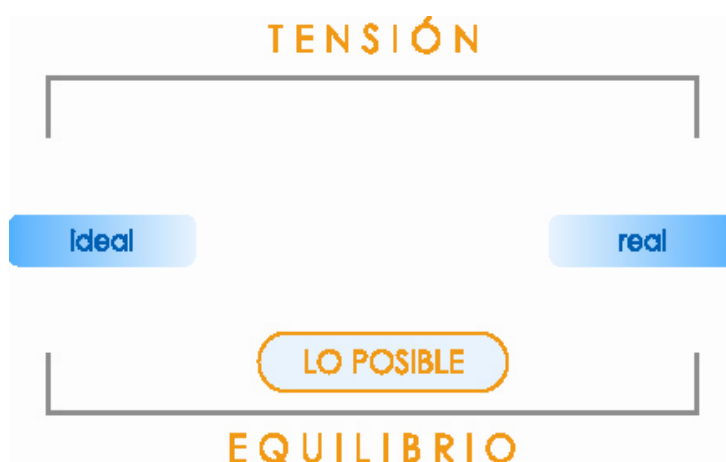 TENSIÓN
ideal
real
LO POSIBLE
EQUILIBRIO